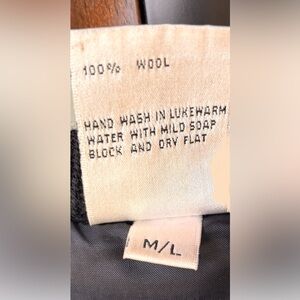 100% WOOL
HAND WASH IN LUKEWARM
WATER WITH MILD SOAP
BLOCK AND DRY FLAT
M/L